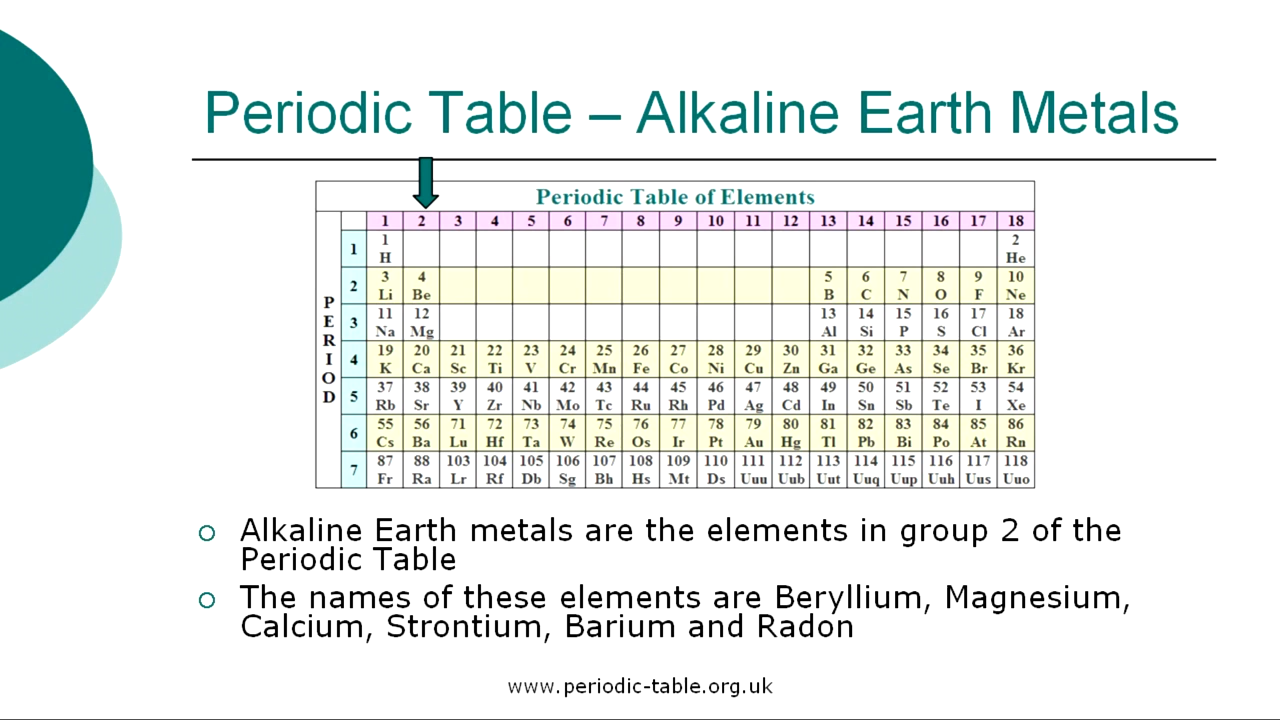 Periodic Table – Alkaline Earth Metals
Periodic Table of Elements
1 2 3 4 5 6 7 8 9 10 11 12 13 14 15 16 17 18
PERIOD
1
1 2
H He
2
3 4 5 6 7 8 9 10
Li Be B C N O F Ne
3
11 12 13 14 15 16 17 18
Na Mg Al Si P S Cl Ar
4
19 20 21 22 23 24 25 26 27 28 29 30 31 32 33 34 35 36
K Ca Sc Ti V Cr Mn Fe Co Ni Cu Zn Ga Ge As Se Br Kr
5
37 38 39 40 41 42 43 44 45 46 47 48 49 50 51 52 53 54
Rb Sr Y Zr Nb Mo Tc Ru Rh Pd Ag Cd In Sn Sb Te I Xe
6
55 56 71 72 73 74 75 76 77 78 79 80 81 82 83 84 85 86
Cs Ba Lu Hf Ta W Re Os Ir Pt Au Hg Tl Pb Bi Po At Rn
7
87 88 103 104 105 106 107 108 109 110 111 112 113 114 115 116 117 118
Fr Ra Lr Rf Db Sg Bh Hs Mt Ds Uuu Uub Uut Uuq Uup Uuh Uus Uuo
Alkaline Earth metals are the elements in group 2 of the
Periodic Table
The names of these elements are Beryllium, Magnesium,
Calcium, Strontium, Barium and Radon
www.periodic-table.org.uk